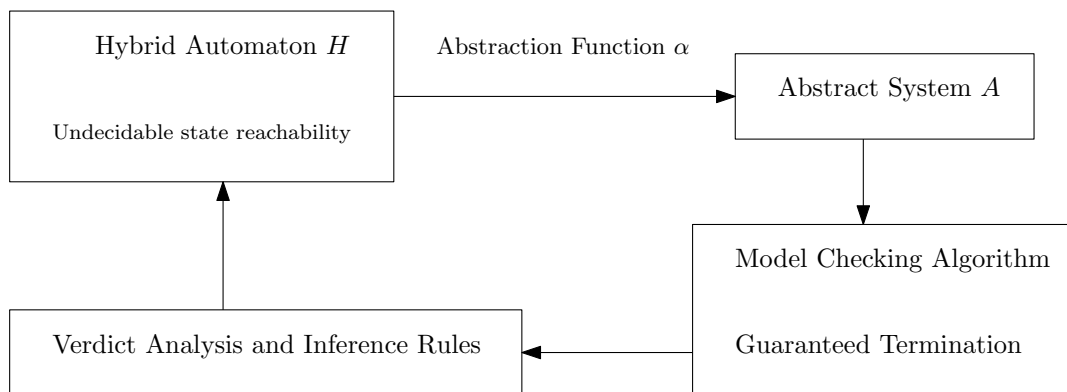 Hybrid Automaton H
Undecidable state reachability
Abstraction Function α
Abstract System A
Model Checking Algorithm
Guaranteed Termination
Verdict Analysis and Inference Rules